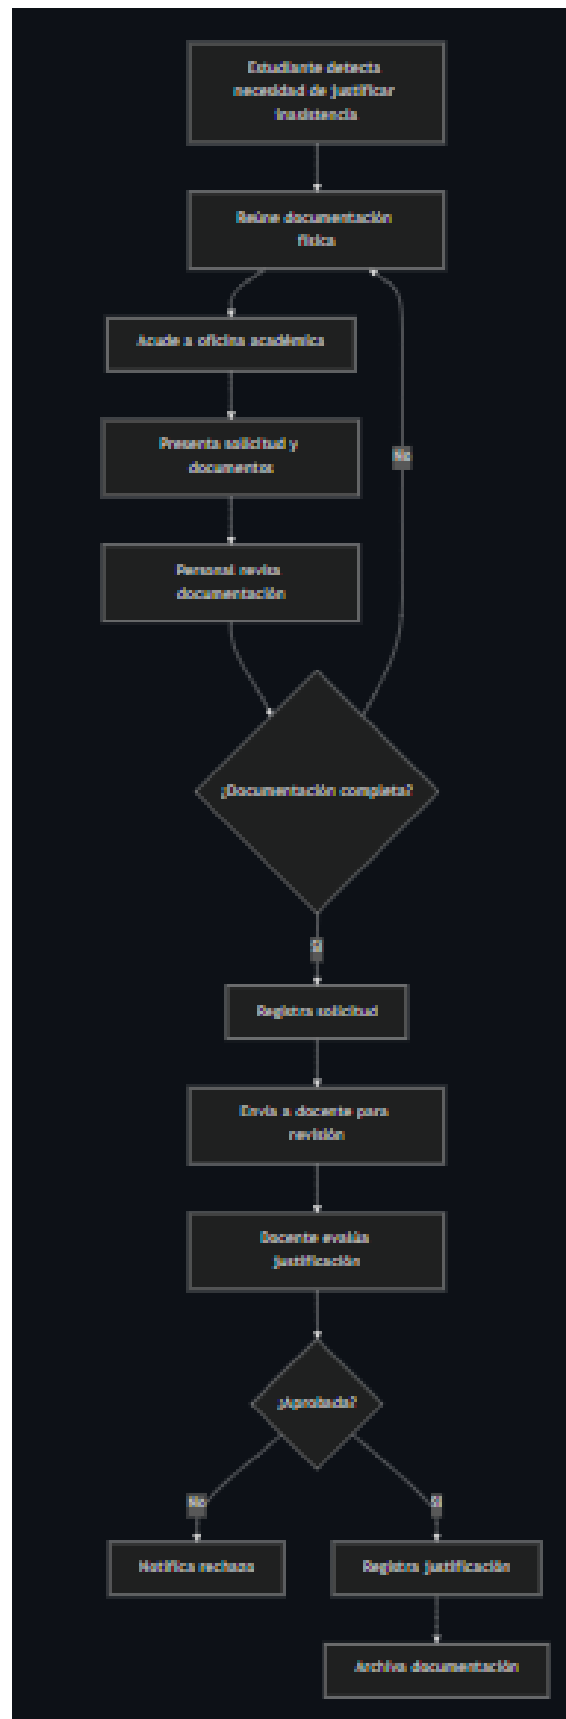 Estudiante detecta
necesidad de justificar
inasistencia
Reúne documentación
física
Acude a oficina académica
Presenta solicitud y
documentos
No
Personal revisa
documentación
¿Documentación completa?
Sí
Registra solicitud
Envía a docente para
revisión
Docente evalúa
justificación
¿Aprobada?
No
Sí
Notifica rechazo
Registra justificación
Archiva documentación